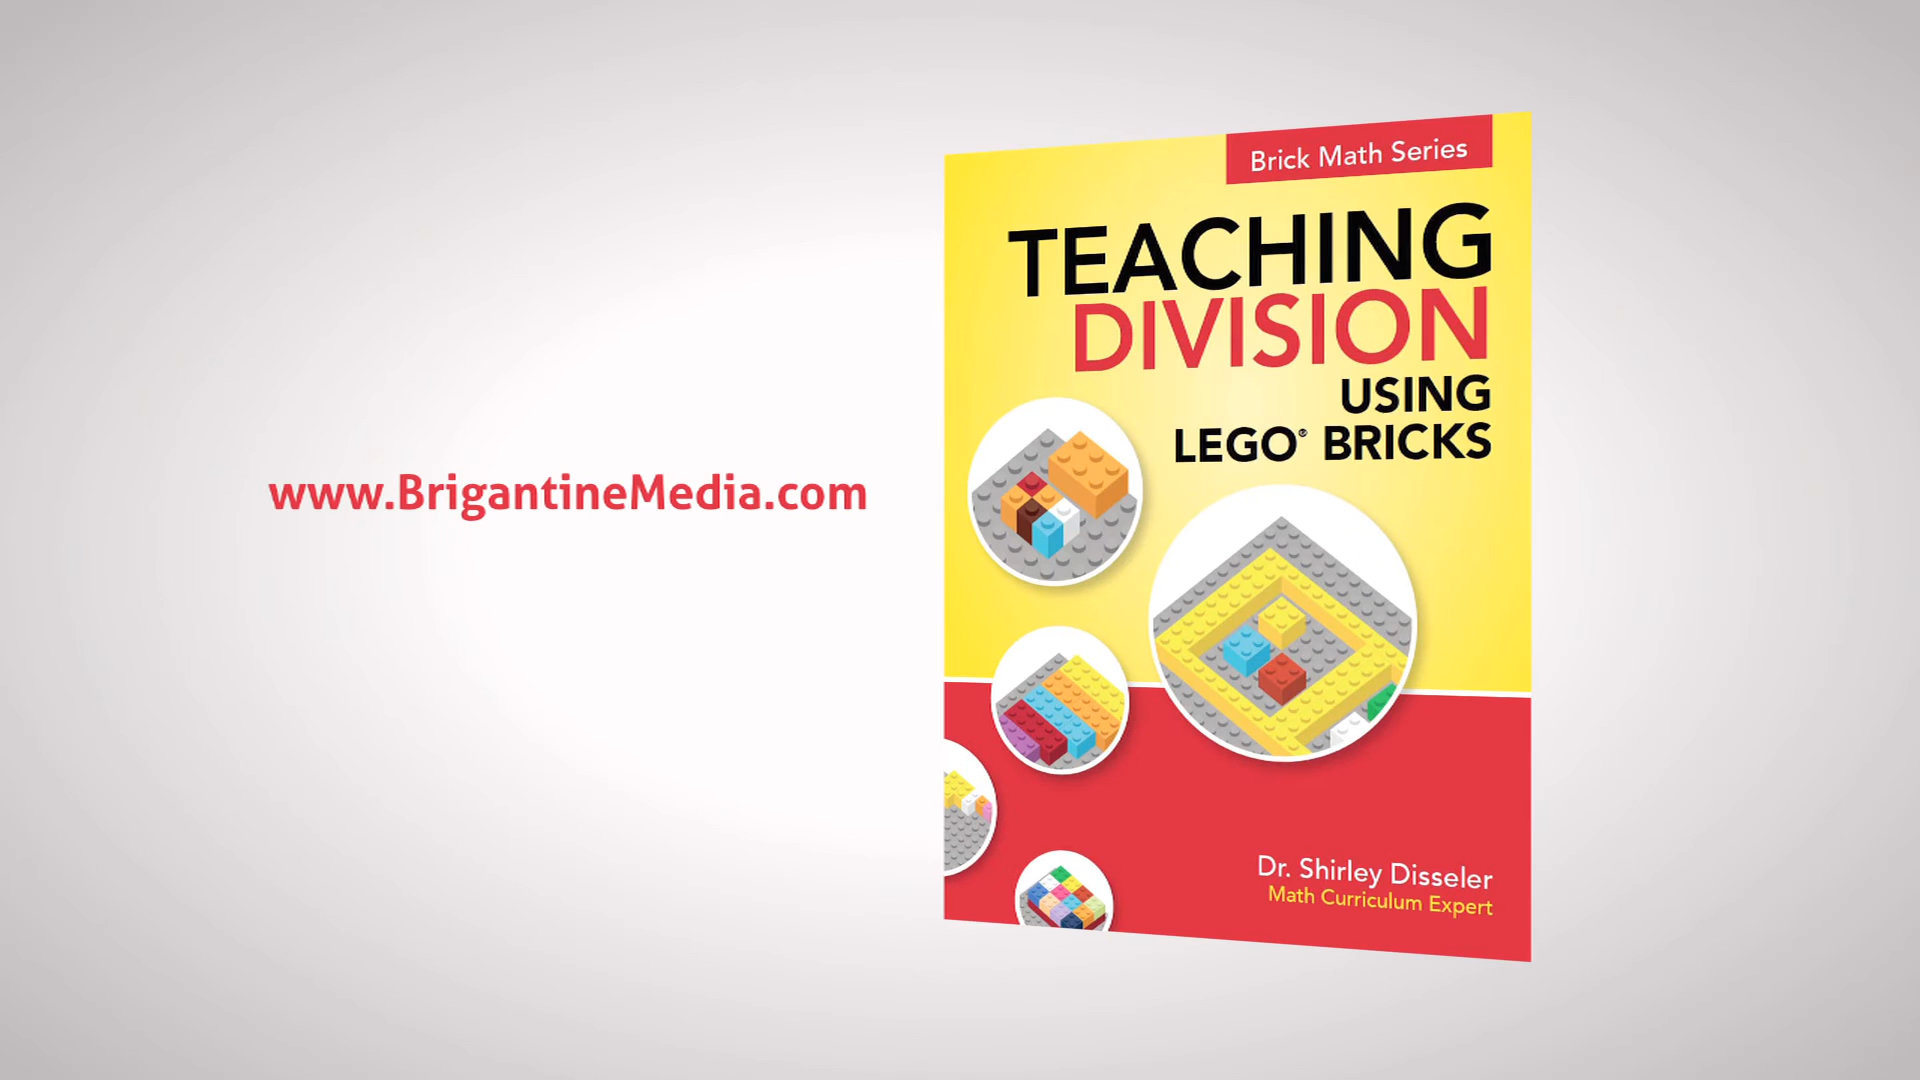 www.BrigantineMedia.com
Brick Math Series
TEACHING
DIVISION
USING
LEGO® BRICKS
Dr. Shirley Disseler
Math Curriculum Expert